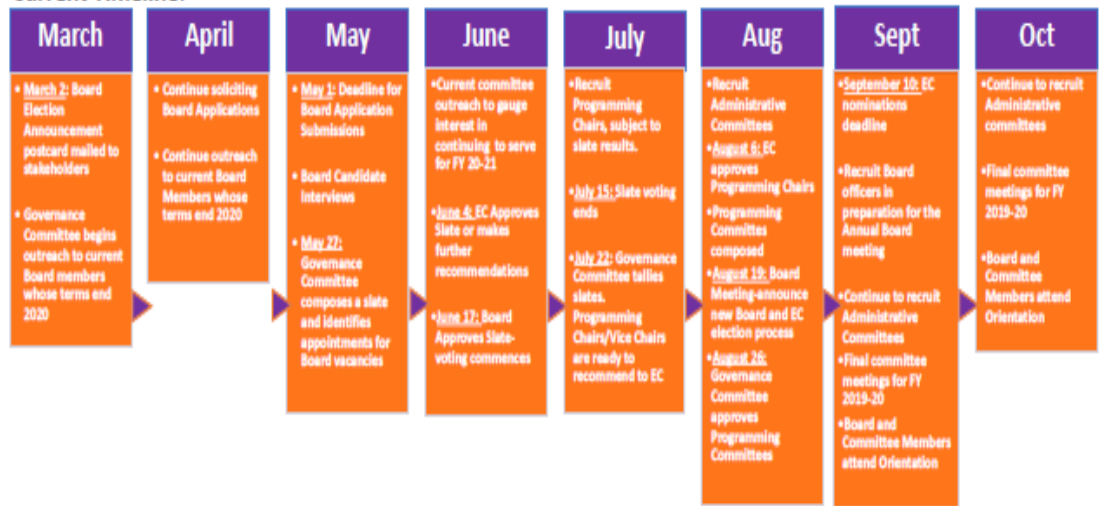 Current Timeline:
March
• March 2: Board
Election
Announcement
postcard mailed to
stakeholders
• Governance
Committee begins
outreach to current
Board members
whose terms end
2020
April
• Continue soliciting
Board Applications
• Continue outreach
to current Board
Members whose
terms end 2020
May
• May 1: Deadline for
Board Application
Submissions
• Board Candidate
Interviews
• May 27:
Governance
Committee
composes a slate
and identifies
appointments for
Board vacancies
June
•Current committee
outreach to gauge
interest in
continuing to serve
for FY 20-21
•June 4: EC Approves
Slate or makes
further
recommendations
•June 17: Board
Approves Slate-
voting commences
July
•Recruit
Programming
Chairs, subject to
slate results.
•July 15: Slate voting
ends
•July 22: Governance
Committee tallies
slates.
Programming
Chairs/Vice Chairs
are ready to
recommend to EC
Aug
•Recruit
Administrative
Committees
•August 6: EC
approves
Programming Chairs
•Programming
Committes
composed
•August 19: Board
Meeting-announce
new Board and EC
election process
•August 26:
Governance
Committee
approves
Programming
Committees
Sept
•September 10: EC
nominations
deadline
•Recruit Board
officers in
preparation for the
Annual Board
meeting
•Continue to recruit
Administrative
Committees
•Final committee
meetings for FY
2019-20
•Board and
Committee Members
attend Orientation
Oct
•Continue to recruit
Administrative
committees
•Final committee
meetings for FY
2019-20
•Board and
Committee
Members attend
Orientation